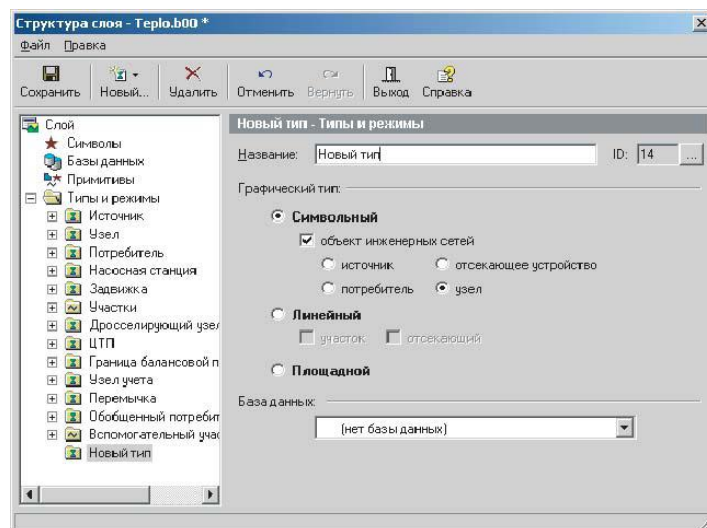 Структура слоя - Teplo.b00 *
Файл Правка
Сохранить Новый... Удалить Отменить Вернуть Выход Справка
Слой
Символы
Базы данных
Примитивы
Типы и режимы
Источник
Узел
Потребитель
Насосная станция
Задвижка
Участки
Дросселирующий узел
ЦТП
Граница балансовой п
Узел учета
Перемычка
Обобщенный потребит
Вспомогательный учас
Новый тип
Новый тип - Типы и режимы
Название: Новый тип ID: 14 ...
Графический тип:
Символьный
объект инженерных сетей
источник отсекающее устройство
потребитель узел
Линейный
участок отсекающий
Площадной
База данных:
(нет базы данных)